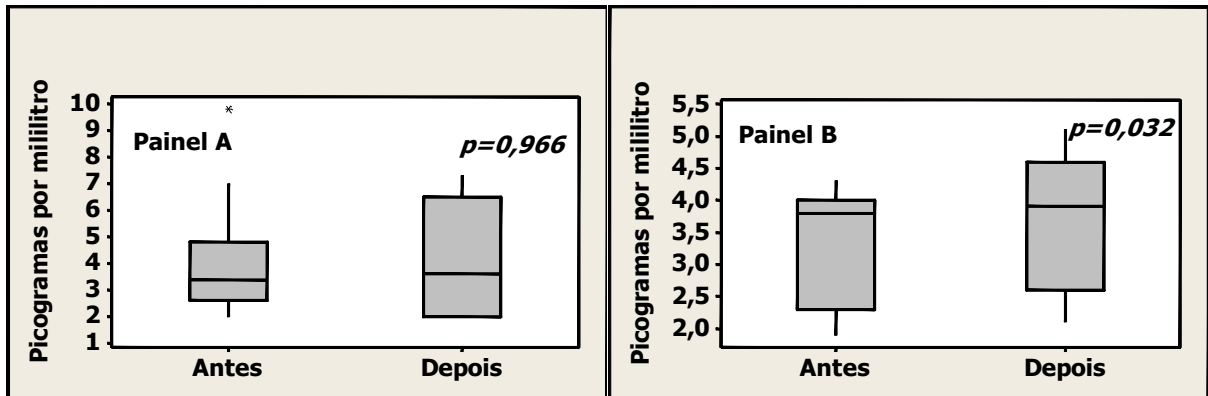 Picogramas por mililitro
10
9
8
7
6
5
4
3
2
1
Painel A
*
p=0,966
Antes
Depois
Picogramas por mililitro
5,5
5,0
4,5
4,0
3,5
3,0
2,5
2,0
Painel B
p=0,032
Antes
Depois